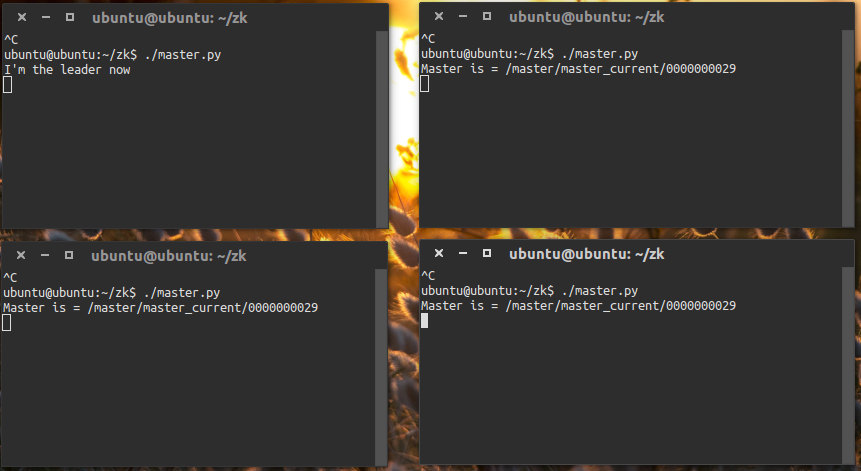 ubuntu@ubuntu: ~/zk
^C
ubuntu@ubuntu:~/zk$ ./master.py
I'm the leader now
ubuntu@ubuntu: ~/zk
^C
ubuntu@ubuntu:~/zk$ ./master.py
Master is = /master/master_current/0000000029
ubuntu@ubuntu: ~/zk
^C
ubuntu@ubuntu:~/zk$ ./master.py
Master is = /master/master_current/0000000029
ubuntu@ubuntu: ~/zk
^C
ubuntu@ubuntu:~/zk$ ./master.py
Master is = /master/master_current/0000000029